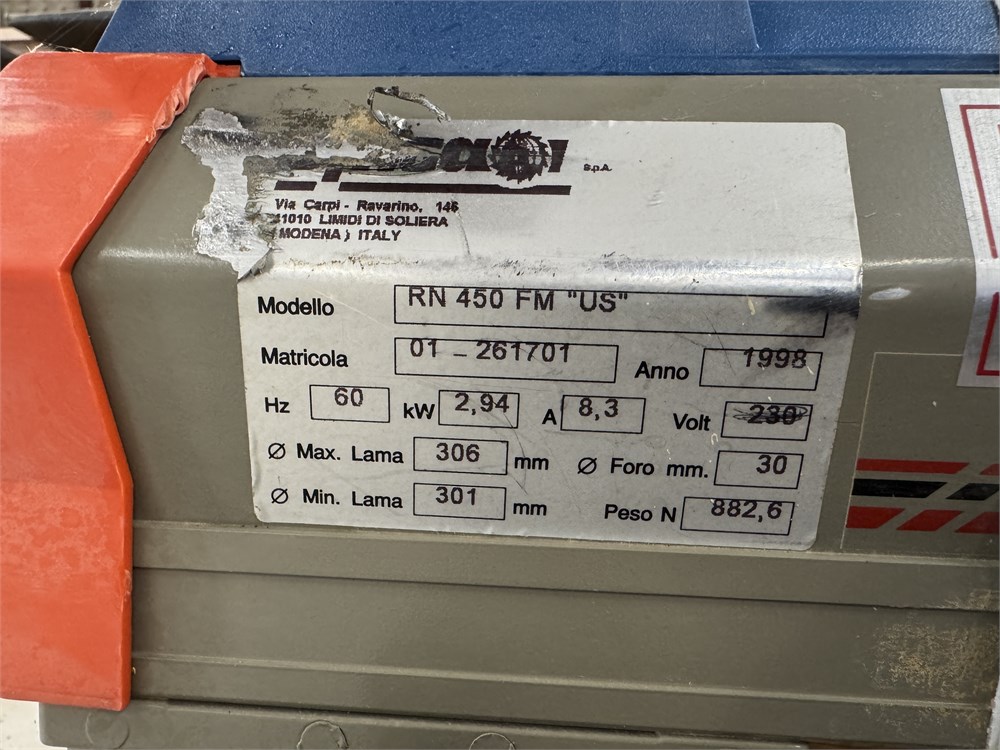 S.p.A.
Via Carpi - Ravarino, 146
41010 LIMIDI DI SOLIERA
(MODENA) ITALY
Modello RN 450 FM "US"
Matricola 01 - 261701 Anno 1998
Hz 60 kW 2,94 A 8,3 Volt 230
Ø Max. Lama 306 mm Ø Foro mm. 30
Ø Min. Lama 301 mm Peso N 882,6